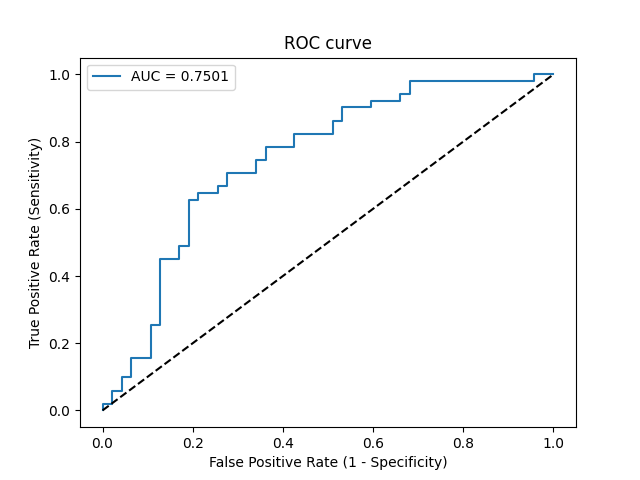 ROC curve
AUC = 0.7501
True Positive Rate (Sensitivity)
1.0
0.8
0.6
0.4
0.2
0.0
0.0 0.2 0.4 0.6 0.8 1.0
False Positive Rate (1 - Specificity)